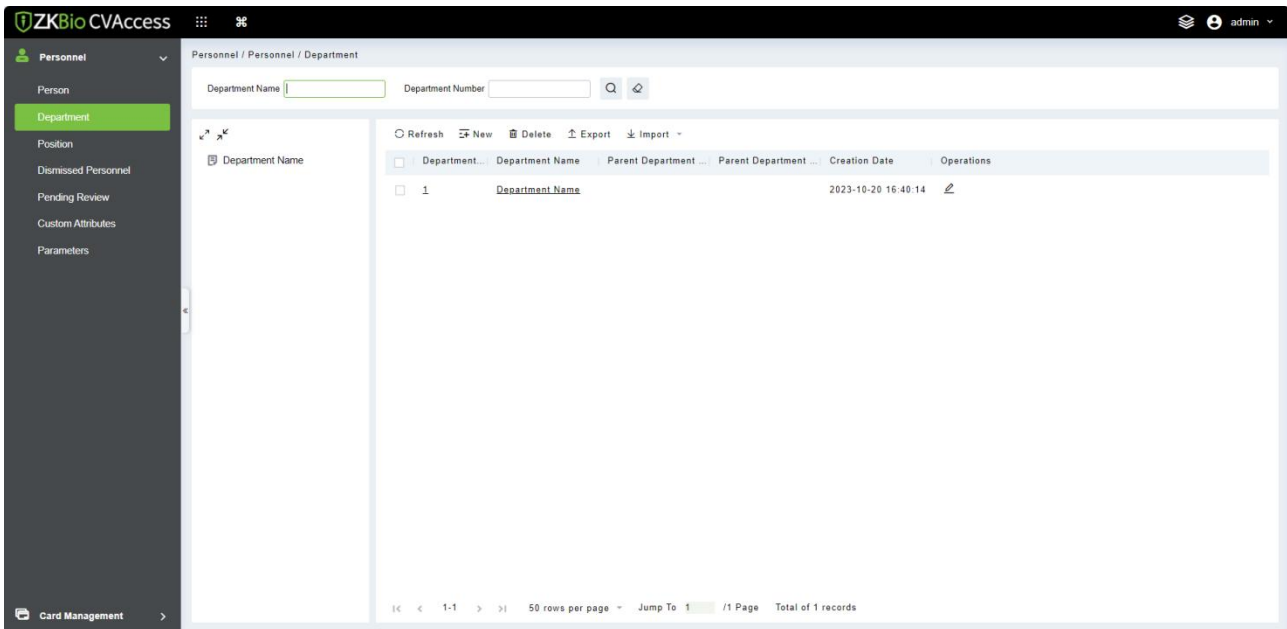 ZKBio CVAccess
admin
Personnel
Person
Department
Position
Dismissed Personnel
Pending Review
Custom Attributes
Parameters
Card Management
Personnel / Personnel / Department
Department Name Department Number
Department Name
Refresh New Delete Export Import
Department... Department Name Parent Department ... Parent Department ... Creation Date Operations
1 Department Name 2023-10-20 16:40:14
1-1 50 rows per page Jump To 1 /1 Page Total of 1 records